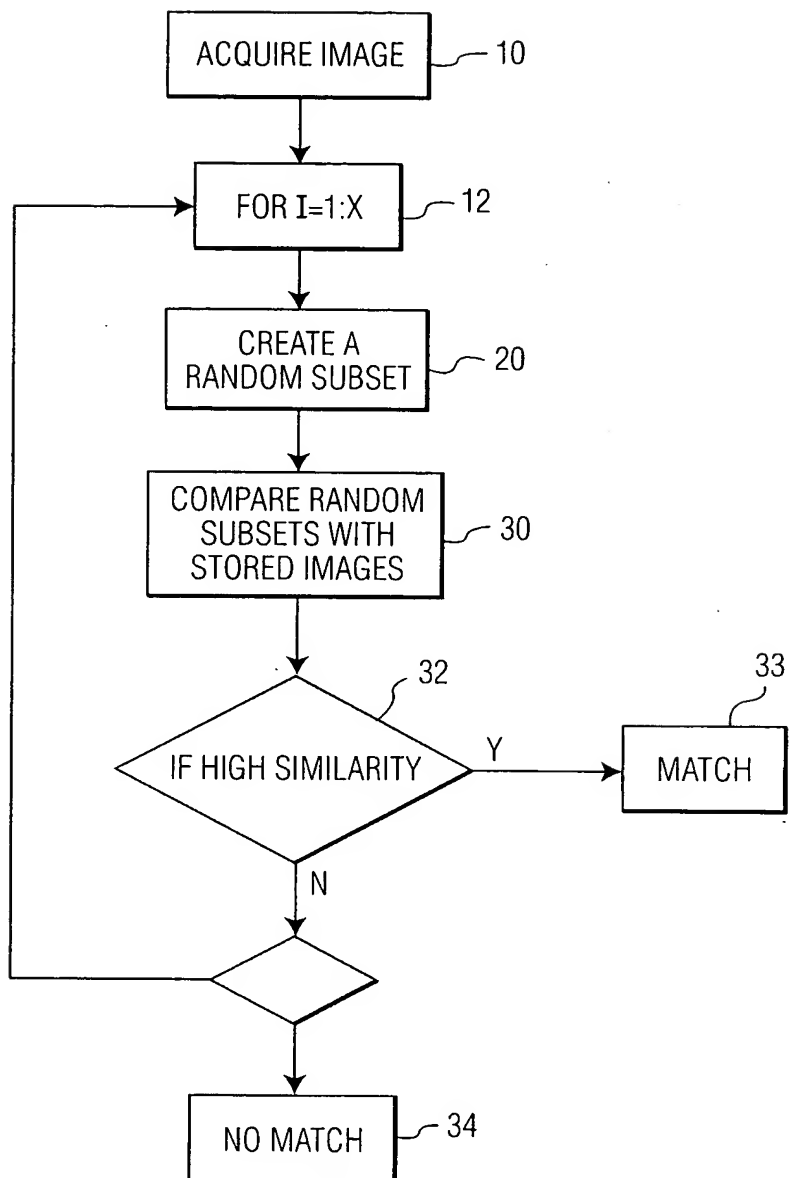 ACQUIRE IMAGE
10
FOR I=1:X
12
CREATE A
RANDOM SUBSET
20
COMPARE RANDOM
SUBSETS WITH
STORED IMAGES
30
32
IF HIGH SIMILARITY
Y
33
MATCH
N
NO MATCH
34